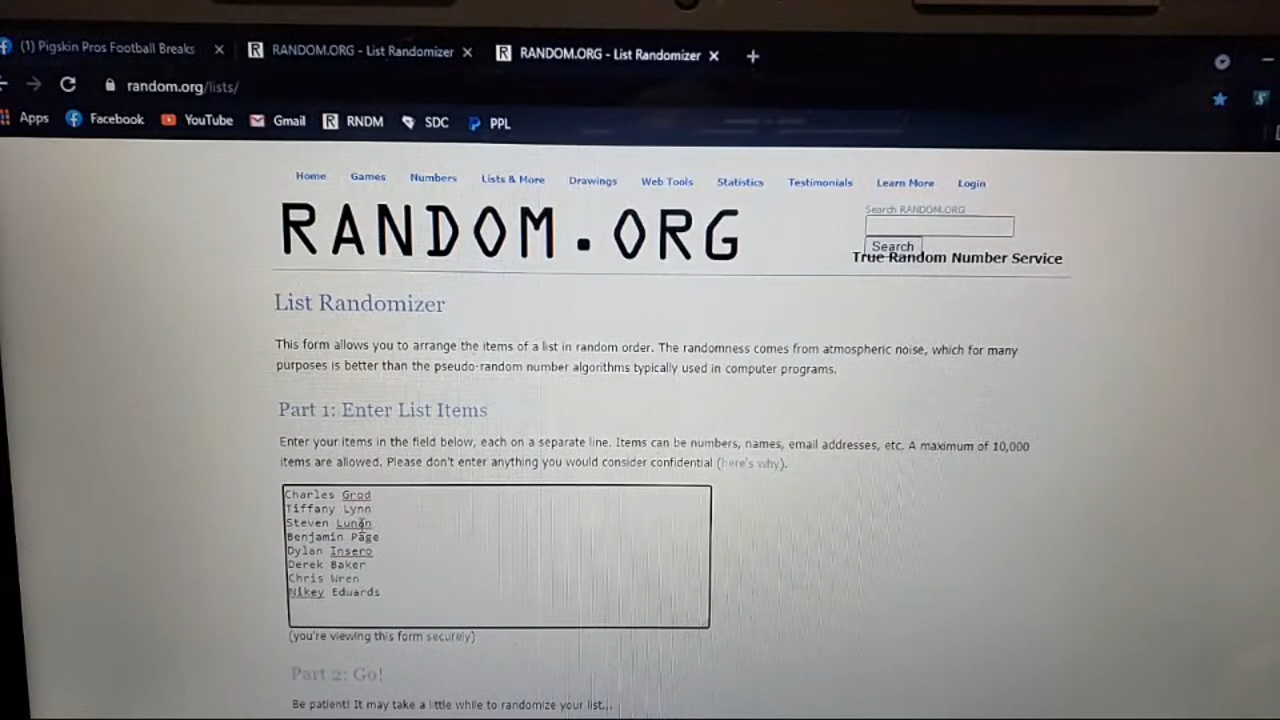 (1) Pigskin Pros Football Breaks
RANDOM.ORG - List Randomizer
RANDOM.ORG - List Randomizer
random.org/lists/
Apps
Facebook
YouTube
Gmail
RNDM
SDC
PPL
Home
Games
Numbers
Lists & More
Drawings
Web Tools
Statistics
Testimonials
Learn More
Login
RANDOM.ORG
Search RANDOM.ORG
Search
True Random Number Service
List Randomizer
This form allows you to arrange the items of a list in random order. The randomness comes from atmospheric noise, which for many
purposes is better than the pseudo-random number algorithms typically used in computer programs.
Part 1: Enter List Items
Enter your items in the field below, each on a separate line. Items can be numbers, names, email addresses, etc. A maximum of 10,000
items are allowed. Please don't enter anything you would consider confidential (here's why).
Charles Grod
Tiffany Lynn
Steven Lunan
Benjamin Page
Dylan Insero
Derek Baker
Chris Wren
Nikey Edwards
(you're viewing this form securely)
Part 2: Go!
Be patient! It may take a little while to randomize your list...